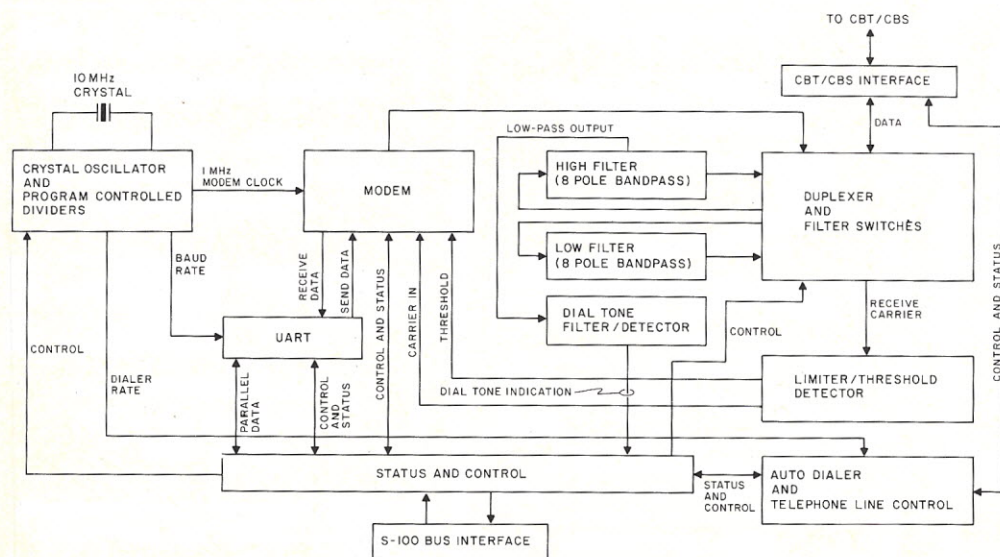 TO CBT/CBS
CBT/CBS INTERFACE
DATA
10 MHz
CRYSTAL
CRYSTAL OSCILLATOR
AND
PROGRAM CONTROLLED
DIVIDERS
1 MHz
MODEM CLOCK
MODEM
LOW-PASS OUTPUT
HIGH FILTER
(8 POLE BANDPASS)
LOW FILTER
(8 POLE BANDPASS)
DUPLEXER
AND
FILTER SWITCHES
BAUD
RATE
RECEIVE
DATA
SEND DATA
CONTROL AND STATUS
CARRIER IN
THRESHOLD
DIAL TONE
FILTER/DETECTOR
CONTROL
RECEIVE
CARRIER
CONTROL AND STATUS
UART
CONTROL
DIALER
RATE
PARALLEL
DATA
CONTROL
AND
STATUS
DIAL TONE INDICATION
LIMITER/THRESHOLD
DETECTOR
STATUS AND CONTROL
STATUS
AND
CONTROL
AUTO DIALER
AND
TELEPHONE LINE CONTROL
S-100 BUS INTERFACE